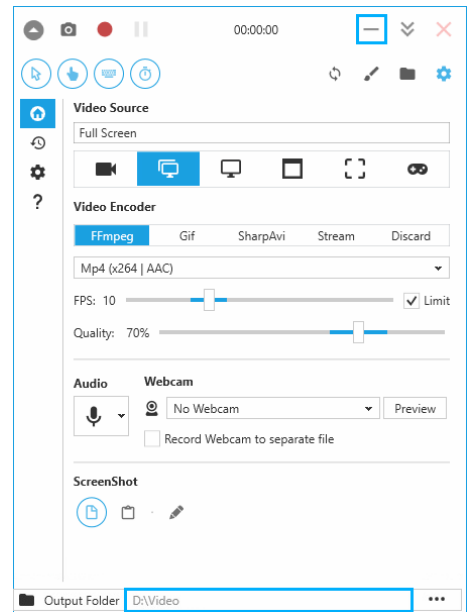 00:00:00
Video Source
Full Screen
Video Encoder
FFmpeg Gif SharpAvi Stream Discard
Mp4 (x264 | AAC)
FPS: 10 Limit
Quality: 70%
Audio Webcam
No Webcam Preview
Record Webcam to separate file
ScreenShot
Output Folder D:\Video